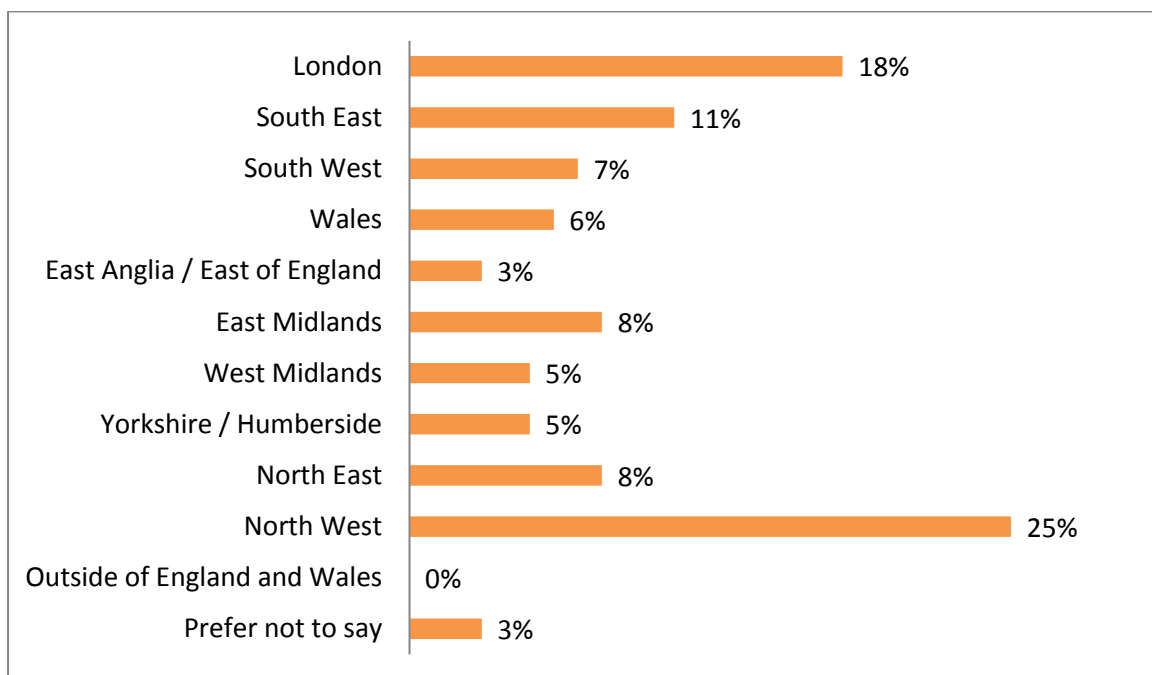 London 18%
South East 11%
South West 7%
Wales 6%
East Anglia / East of England 3%
East Midlands 8%
West Midlands 5%
Yorkshire / Humberside 5%
North East 8%
North West 25%
Outside of England and Wales 0%
Prefer not to say 3%